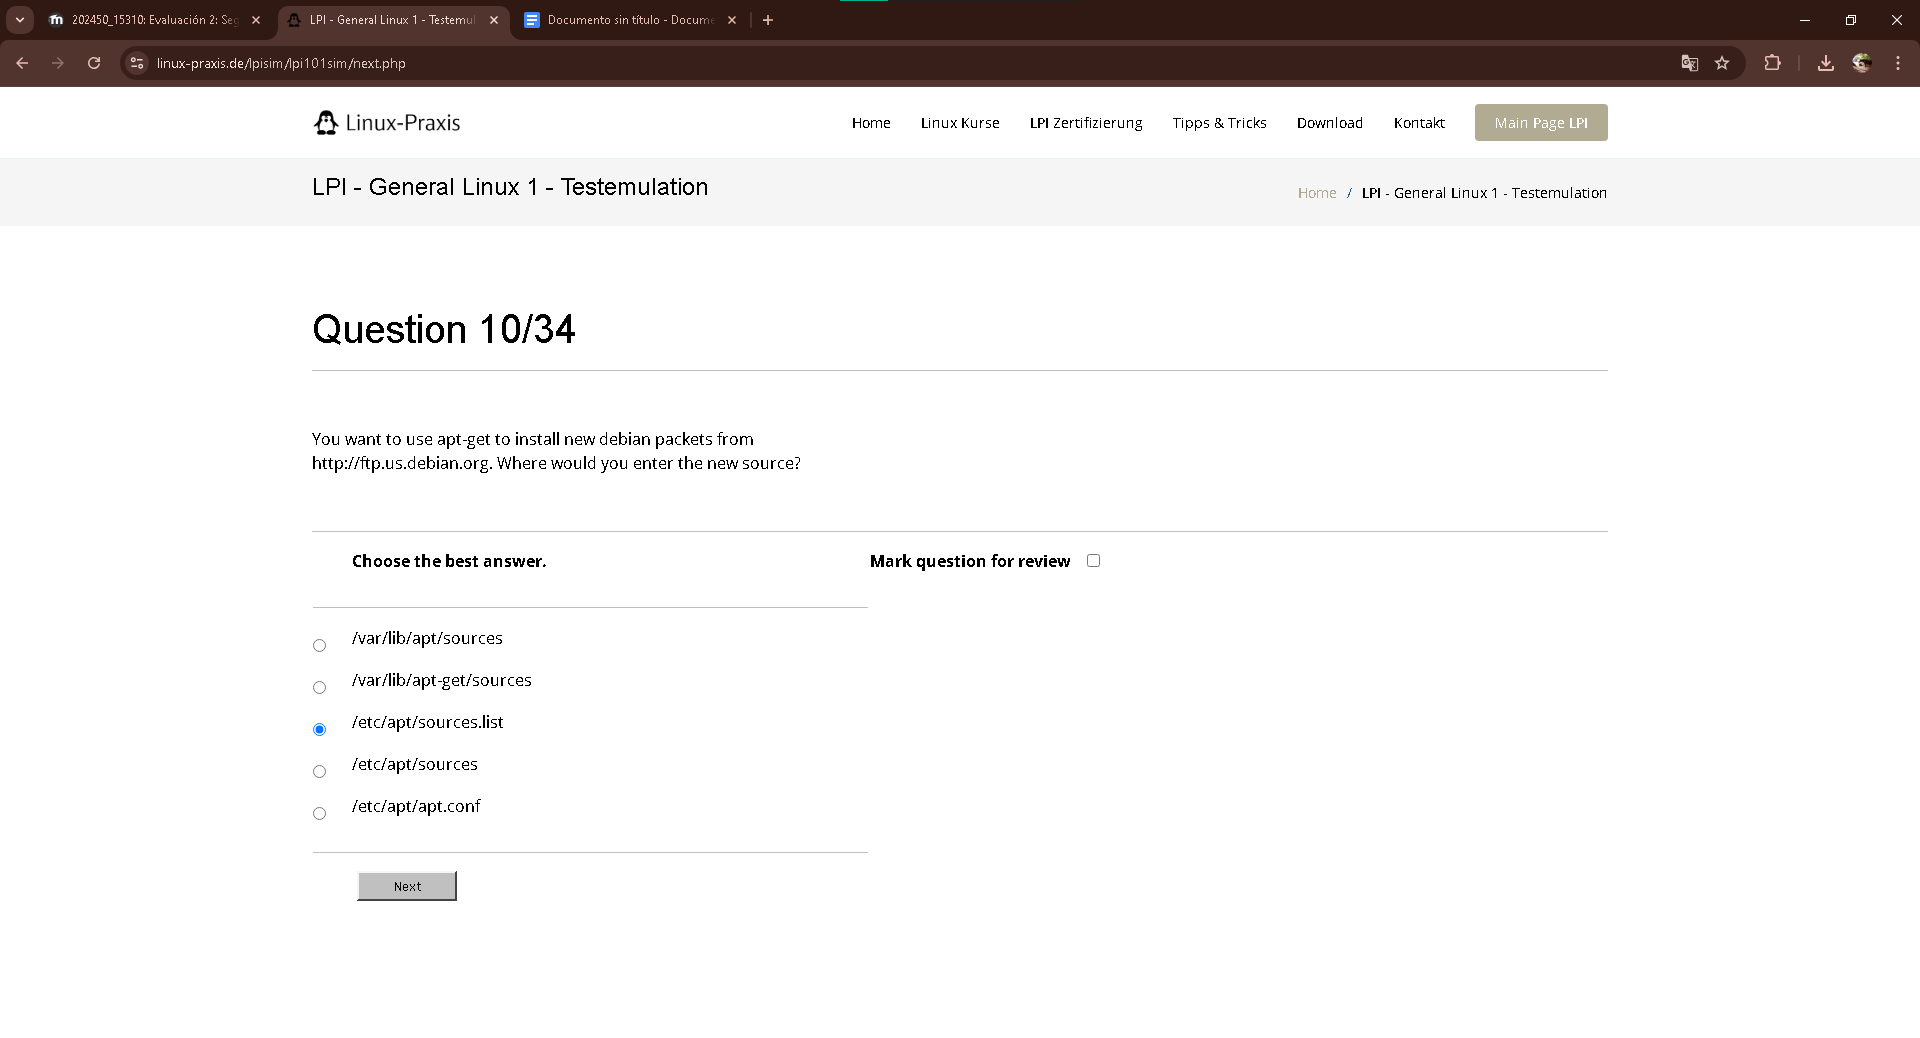 202450_15310: Evaluación 2: Seg
LPI - General Linux 1 - Testemul
Documento sin título - Docume
linux-praxis.de/lpisim/lpi101sim/next.php
Linux-Praxis
Home
Linux Kurse
LPI Zertifizierung
Tipps & Tricks
Download
Kontakt
Main Page LPI
LPI - General Linux 1 - Testemulation
Home / LPI - General Linux 1 - Testemulation
Question 10/34
You want to use apt-get to install new debian packets from
http://ftp.us.debian.org. Where would you enter the new source?
Choose the best answer.
Mark question for review
/var/lib/apt/sources
/var/lib/apt-get/sources
/etc/apt/sources.list
/etc/apt/sources
/etc/apt/apt.conf
Next